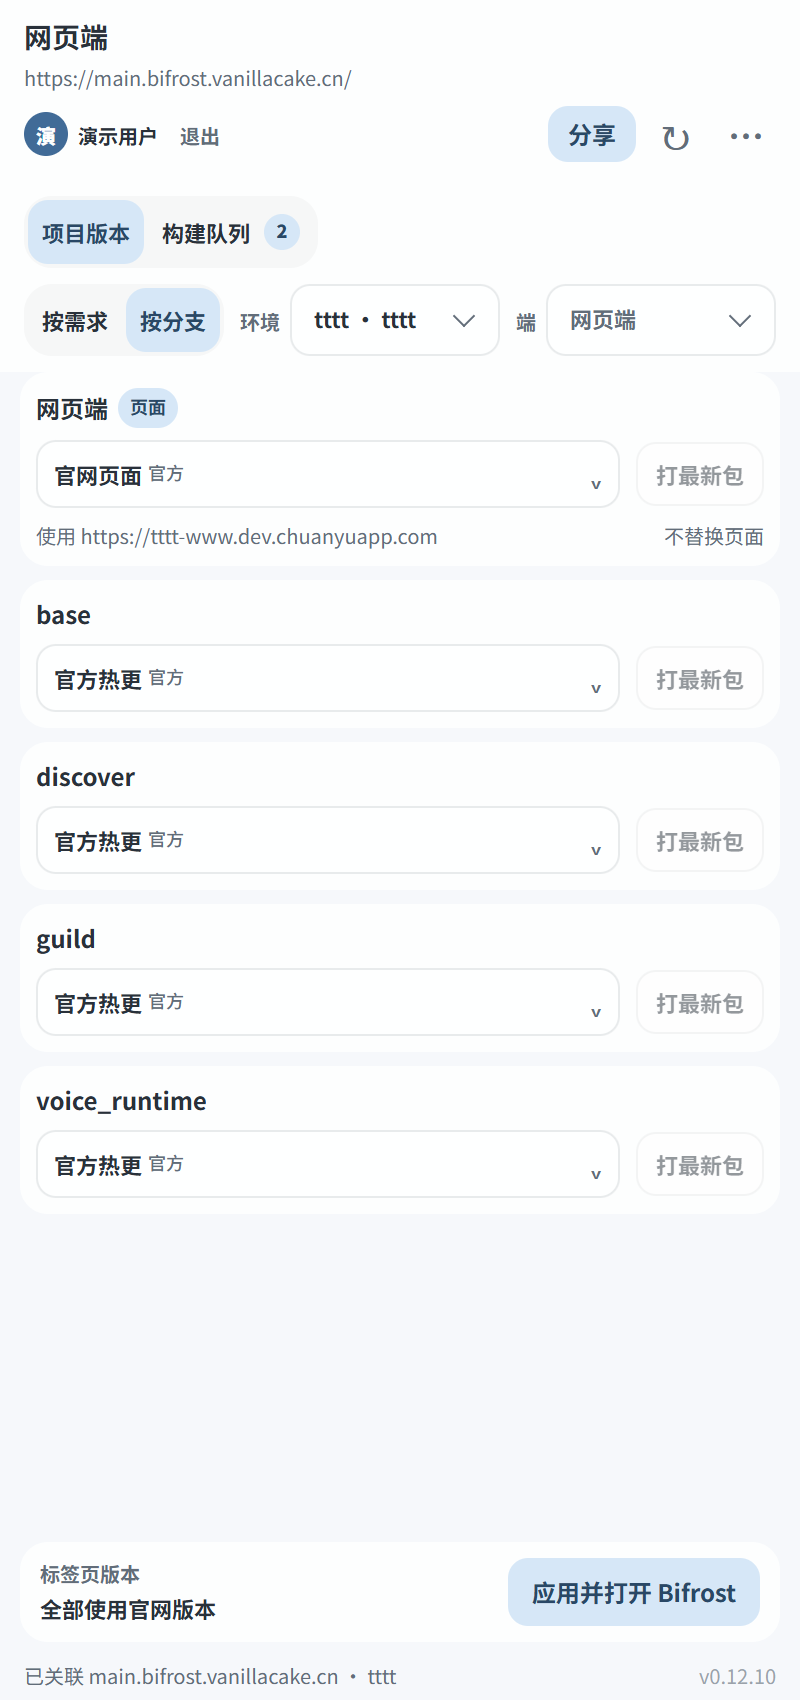 网页端
https://main.bifrost.vanillacake.cn/
演 演示用户 退出 分享 ↻ •••
项目版本 构建队列 2
按需求 按分支 环境 tttt · tttt 端 网页端
网页端 页面
官网页面 官方 v 打最新包
使用 https://tttt-www.dev.chuanyuapp.com 不替换页面
base
官方热更 官方 v 打最新包
discover
官方热更 官方 v 打最新包
guild
官方热更 官方 v 打最新包
voice_runtime
官方热更 官方 v 打最新包
标签页版本
全部使用官网版本
应用并打开 Bifrost
已关联 main.bifrost.vanillacake.cn · tttt v0.12.10